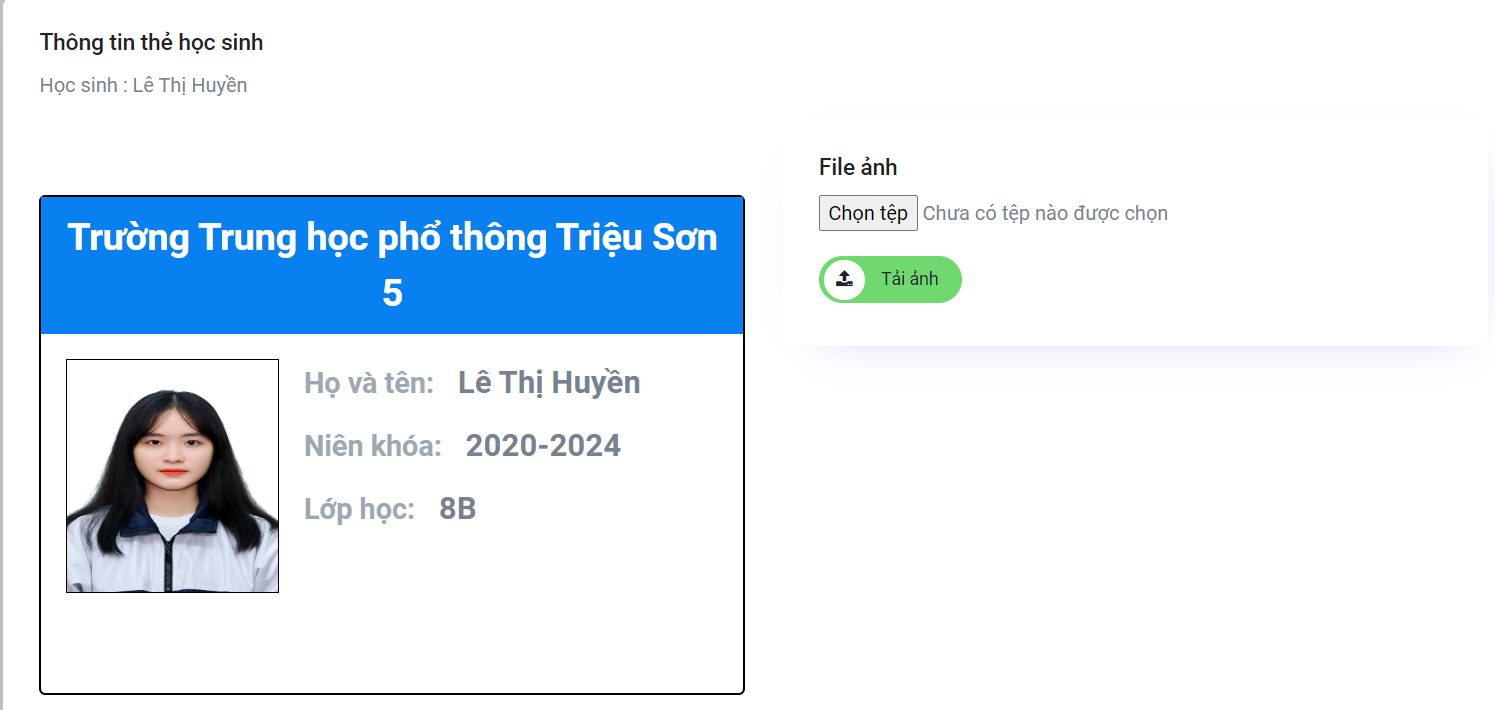 Thông tin thẻ học sinh
Học sinh : Lê Thị Huyền
Trường Trung học phổ thông Triệu Sơn
5
Họ và tên: Lê Thị Huyền
Niên khóa: 2020-2024
Lớp học: 8B
File ảnh
Chọn tệp Chưa có tệp nào được chọn
Tải ảnh